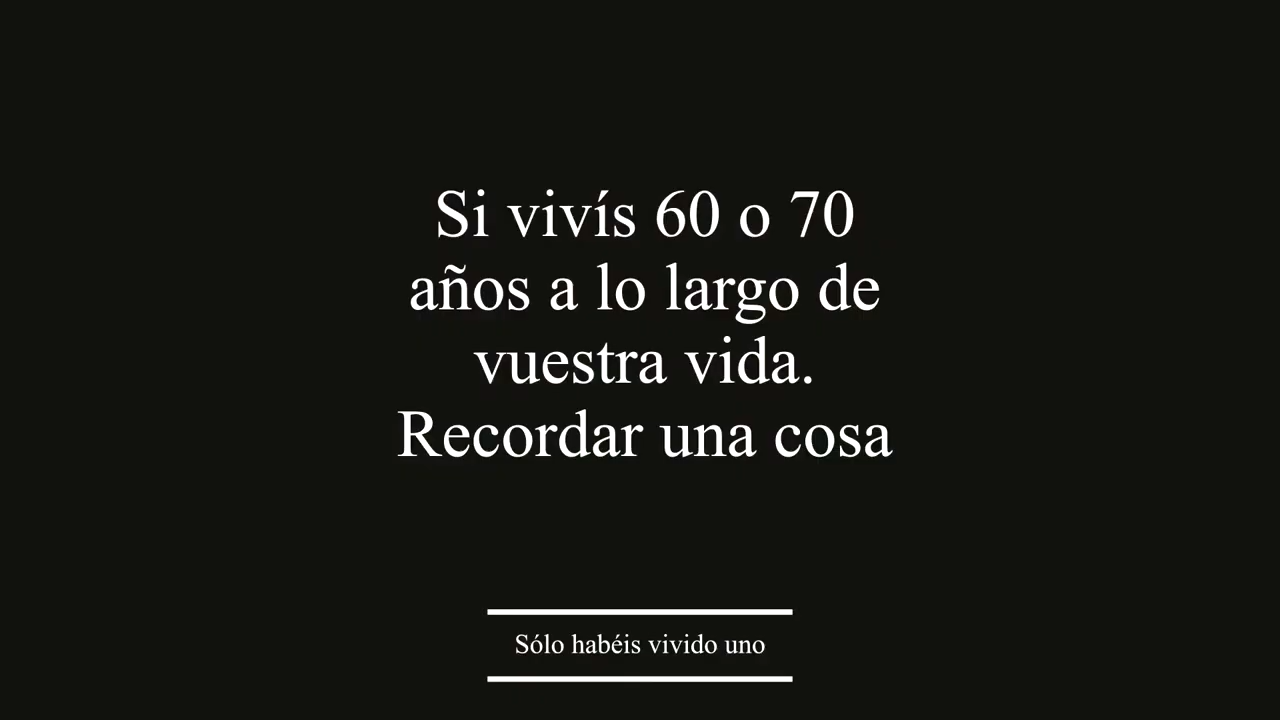 Si vivís 60 o 70
años a lo largo de
vuestra vida.
Recordar una cosa
Sólo habéis vivido uno